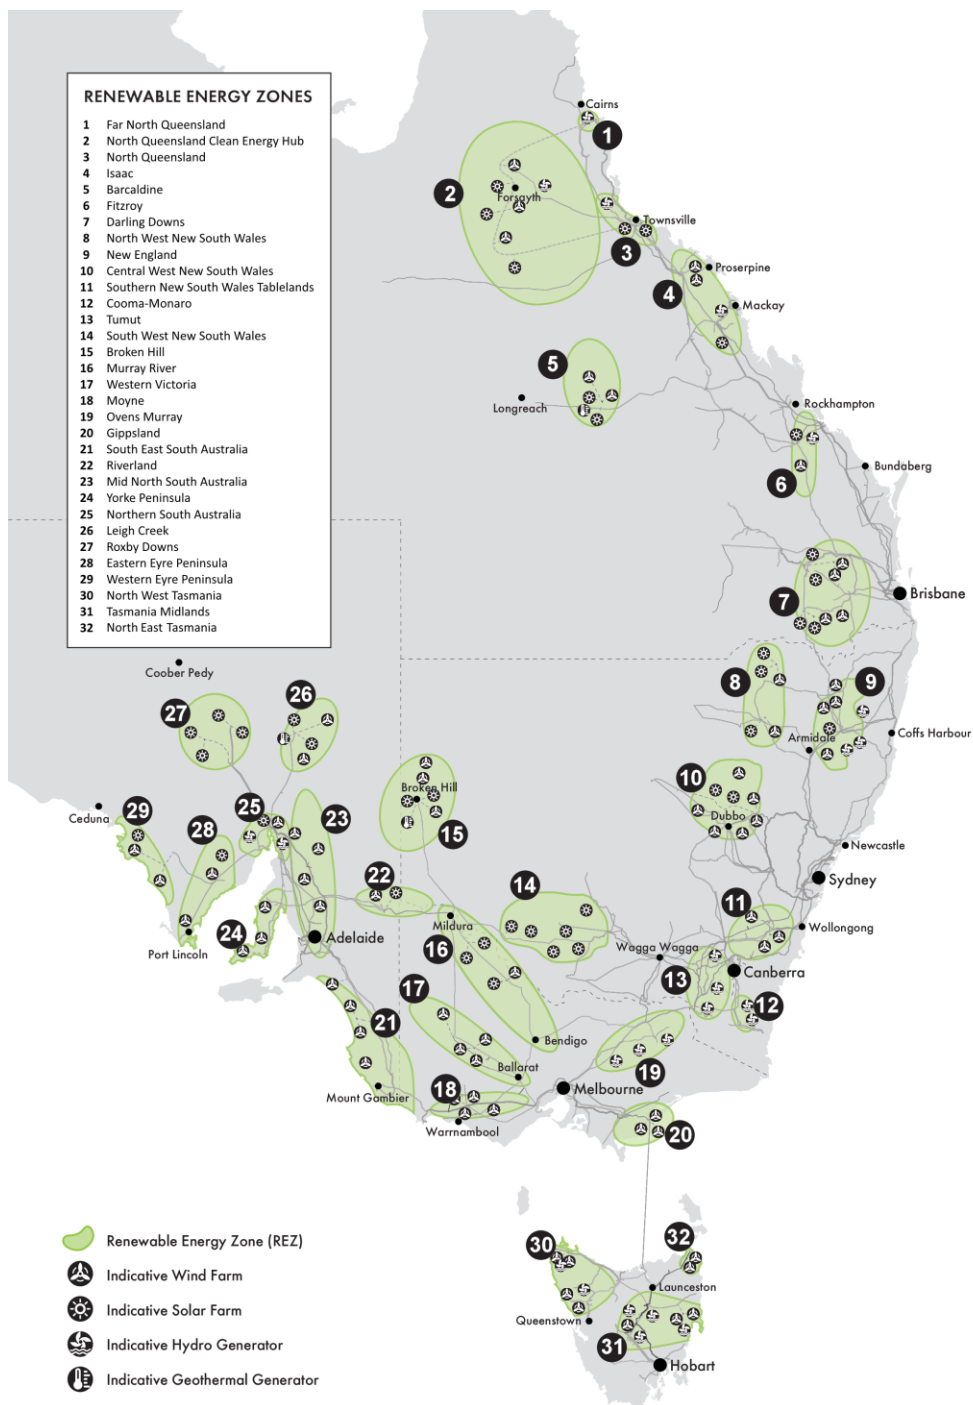 RENEWABLE ENERGY ZONES
1 Far North Queensland
2 North Queensland Clean Energy Hub
3 North Queensland
4 Isaac
5 Barcaldine
6 Fitzroy
7 Darling Downs
8 North West New South Wales
9 New England
10 Central West New South Wales
11 Southern New South Wales Tablelands
12 Cooma-Monaro
13 Tumut
14 South West New South Wales
15 Broken Hill
16 Murray River
17 Western Victoria
18 Moyne
19 Ovens Murray
20 Gippsland
21 South East South Australia
22 Riverland
23 Mid North South Australia
24 Yorke Peninsula
25 Northern South Australia
26 Leigh Creek
27 Roxby Downs
28 Eastern Eyre Peninsula
29 Western Eyre Peninsula
30 North West Tasmania
31 Tasmania Midlands
32 North East Tasmania
Cairns
1
2
Forsayth
Townsville
3
Proserpine
4
Mackay
5
Longreach
Rockhampton
Bundaberg
6
7
Brisbane
Coober Pedy
8
9
26
27
Armidale
Coffs Harbour
10
Broken Hill
Ceduna
29
25
23
28
Dubbo
15
Newcastle
22
14
Sydney
11
Mildura
Wollongong
24
Adelaide
Port Lincoln
16
Wagga Wagga
13
Canberra
17
12
21
Bendigo
19
Ballarat
18
Melbourne
Mount Gambier
Warrnambool
20
30
32
Launceston
Queenstown
31
Hobart
Renewable Energy Zone (REZ)
Indicative Wind Farm
Indicative Solar Farm
Indicative Hydro Generator
Indicative Geothermal Generator